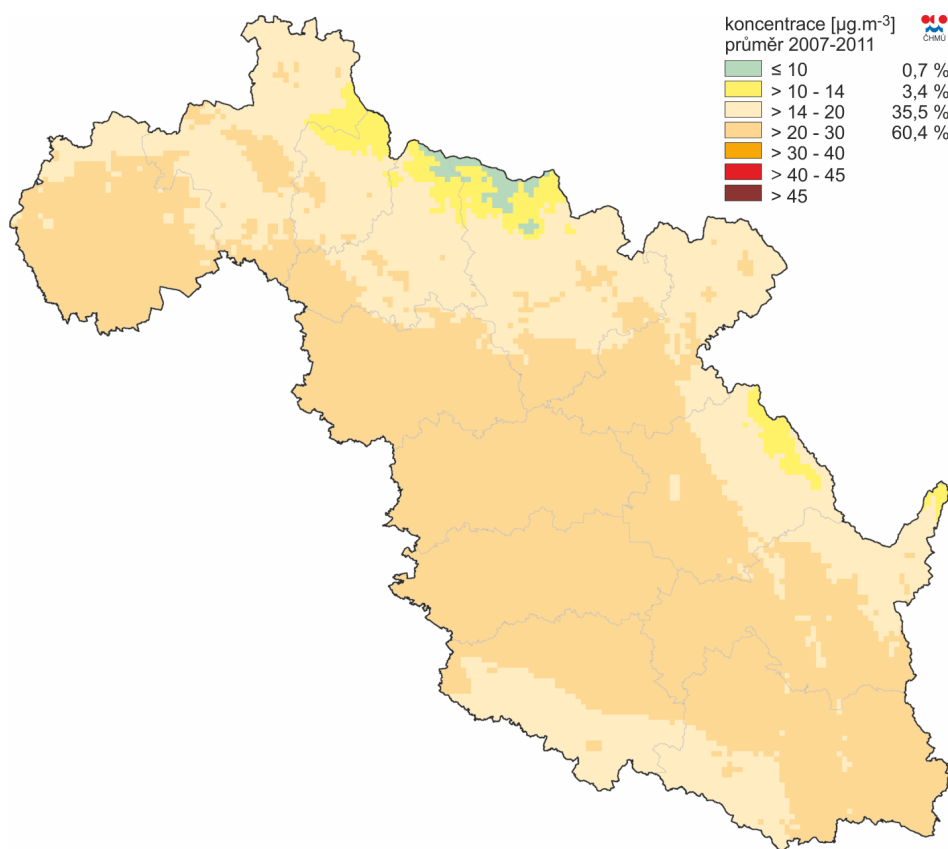 koncentrace [µg.m-3]
průměr 2007-2011
ČHMÚ
≤ 10 0,7 %
> 10 - 14 3,4 %
> 14 - 20 35,5 %
> 20 - 30 60,4 %
> 30 - 40
> 40 - 45
> 45